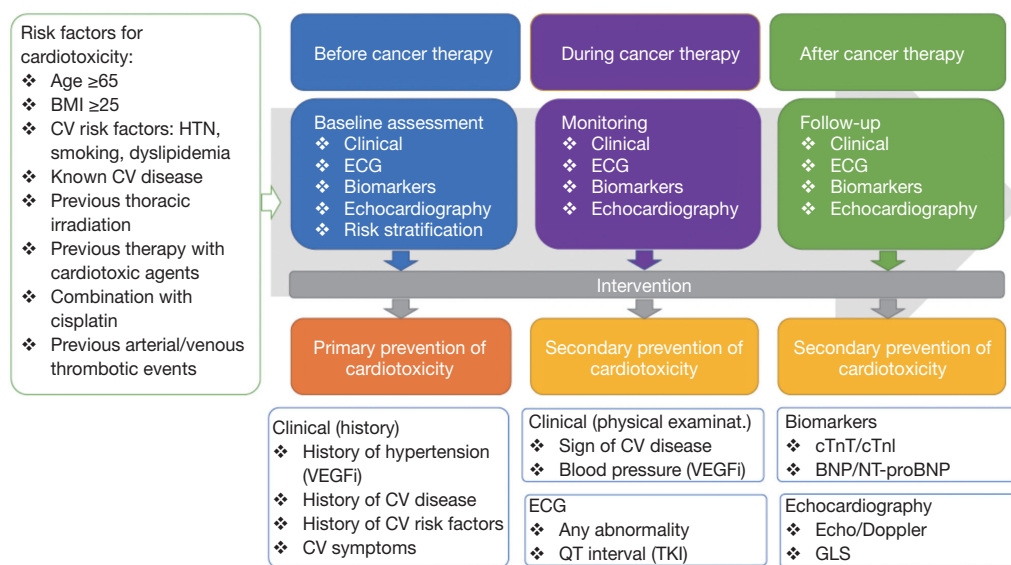 Risk factors for
cardiotoxicity:
❖ Age ≥65
❖ BMI ≥25
❖ CV risk factors: HTN,
smoking, dyslipidemia
❖ Known CV disease
❖ Previous thoracic
irradiation
❖ Previous therapy with
cardiotoxic agents
❖ Combination with
cisplatin
❖ Previous arterial/venous
thrombotic events
Before cancer therapy
During cancer therapy
After cancer therapy
Baseline assessment
❖ Clinical
❖ ECG
❖ Biomarkers
❖ Echocardiography
❖ Risk stratification
Monitoring
❖ Clinical
❖ ECG
❖ Biomarkers
❖ Echocardiography
Follow-up
❖ Clinical
❖ ECG
❖ Biomarkers
❖ Echocardiography
Intervention
Primary prevention of
cardiotoxicity
Secondary prevention of
cardiotoxicity
Secondary prevention of
cardiotoxicity
Clinical (history)
❖ History of hypertension
(VEGFi)
❖ History of CV disease
❖ History of CV risk factors
❖ CV symptoms
Clinical (physical examinat.)
❖ Sign of CV disease
❖ Blood pressure (VEGFi)
ECG
❖ Any abnormality
❖ QT interval (TKI)
Biomarkers
❖ cTnT/cTnl
❖ BNP/NT-proBNP
Echocardiography
❖ Echo/Doppler
❖ GLS